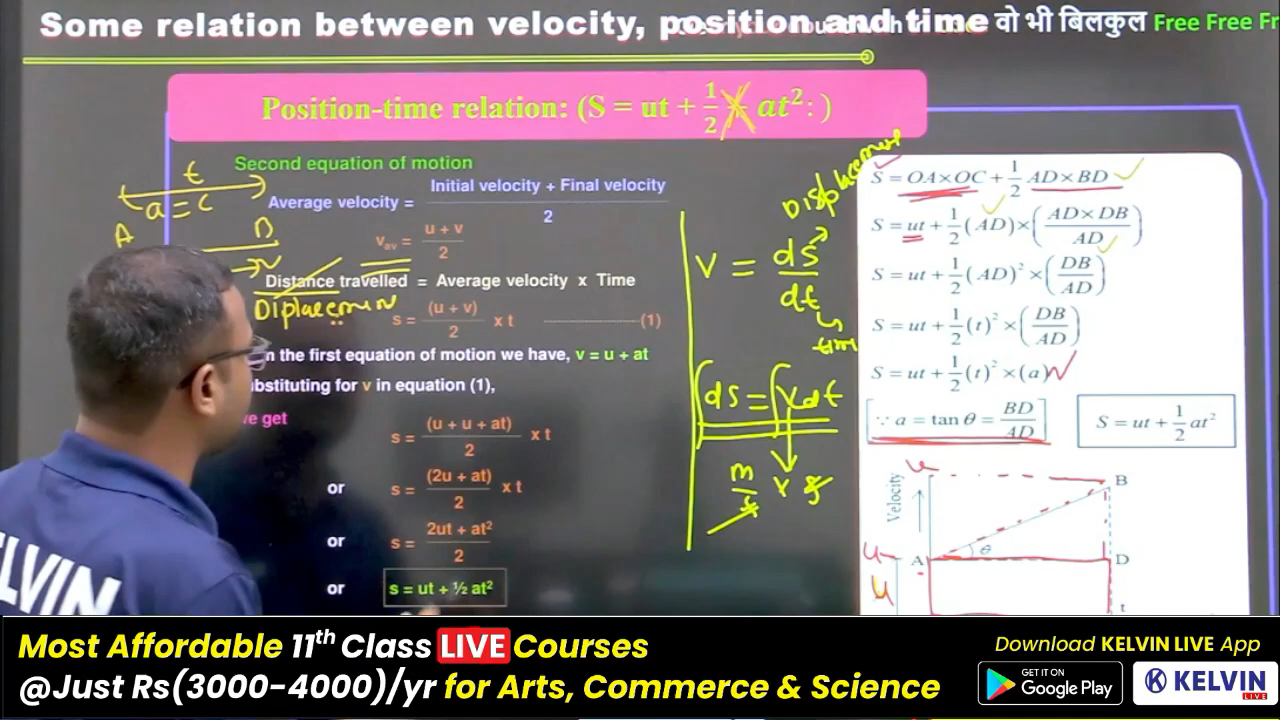 Some relation between velocity, position and time वो भी बिलकुल Free Free Fr
Position-time relation: (S = ut + 1/2 × at²: )
Second equation of motion
t
a = c
A B
v
Average velocity = Initial velocity + Final velocity / 2
v_av = u + v / 2
Distance travelled = Average velocity x Time
Diplacement
s = (u + v) / 2 x t ------------(1)
m the first equation of motion we have, v = u + at
bstituting for v in equation (1),
ve get
s = (u + u + at) / 2 x t
or s = (2u + at) / 2 x t
or s = 2ut + at² / 2
or s = ut + ½ at²
Displacement
v = ds / dt
time
∫ds = ∫v dt
m / s × s
S = OA×OC + 1/2 AD×BD
S = ut + 1/2 (AD) × (AD×DB / AD)
S = ut + 1/2 (AD)² × (DB / AD)
S = ut + 1/2 (t)² × (DB / AD)
S = ut + 1/2 (t)² × (a)
∵ a = tan θ = BD / AD
S = ut + 1/2 at²
Velocity
B
θ
u A D
u
t
KELVIN
Most Affordable 11th Class LIVE Courses
@Just Rs(3000-4000)/yr for Arts, Commerce & Science
Download KELVIN LIVE App
GET IT ON
Google Play
KELVIN
LIVE